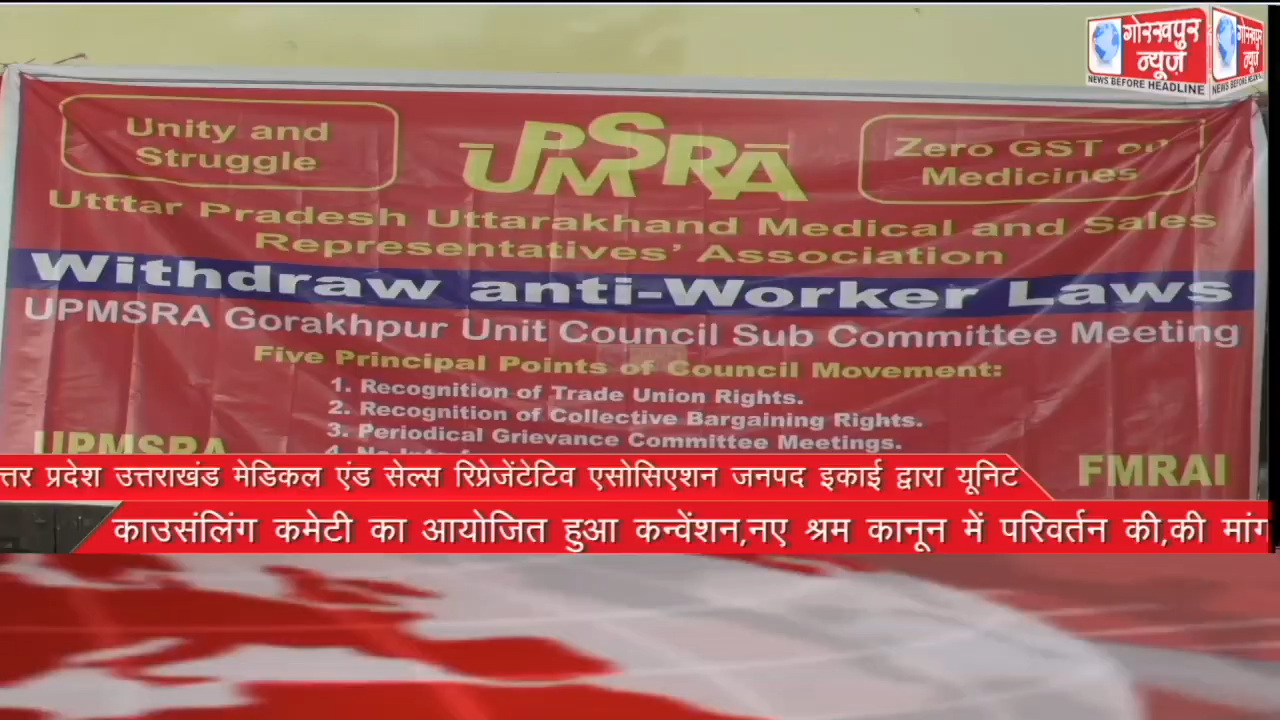 गोरखपुर
न्यूज़
NEWS BEFORE HEADLINE
गोरखपुर
न्यूज़
Unity and
Struggle
UPMSRA
Zero GST on
Medicines
Utttar Pradesh Uttarakhand Medical and Sales
Representatives' Association
Withdraw anti-Worker Laws
UPMSRA Gorakhpur Unit Council Sub Committee Meeting
Five Principal Points of Council Movement:
1. Recognition of Trade Union Rights.
2. Recognition of Collective Bargaining Rights.
3. Periodical Grievance Committee Meetings.
UPMSRA
FMRAI
त्तर प्रदेश उत्तराखंड मेडिकल एंड सेल्स रिप्रेजेंटेटिव एसोसिएशन जनपद इकाई द्वारा यूनिट
काउसंलिंग कमेटी का आयोजित हुआ कन्वेंशन,नए श्रम कानून में परिवर्तन की,की मांग